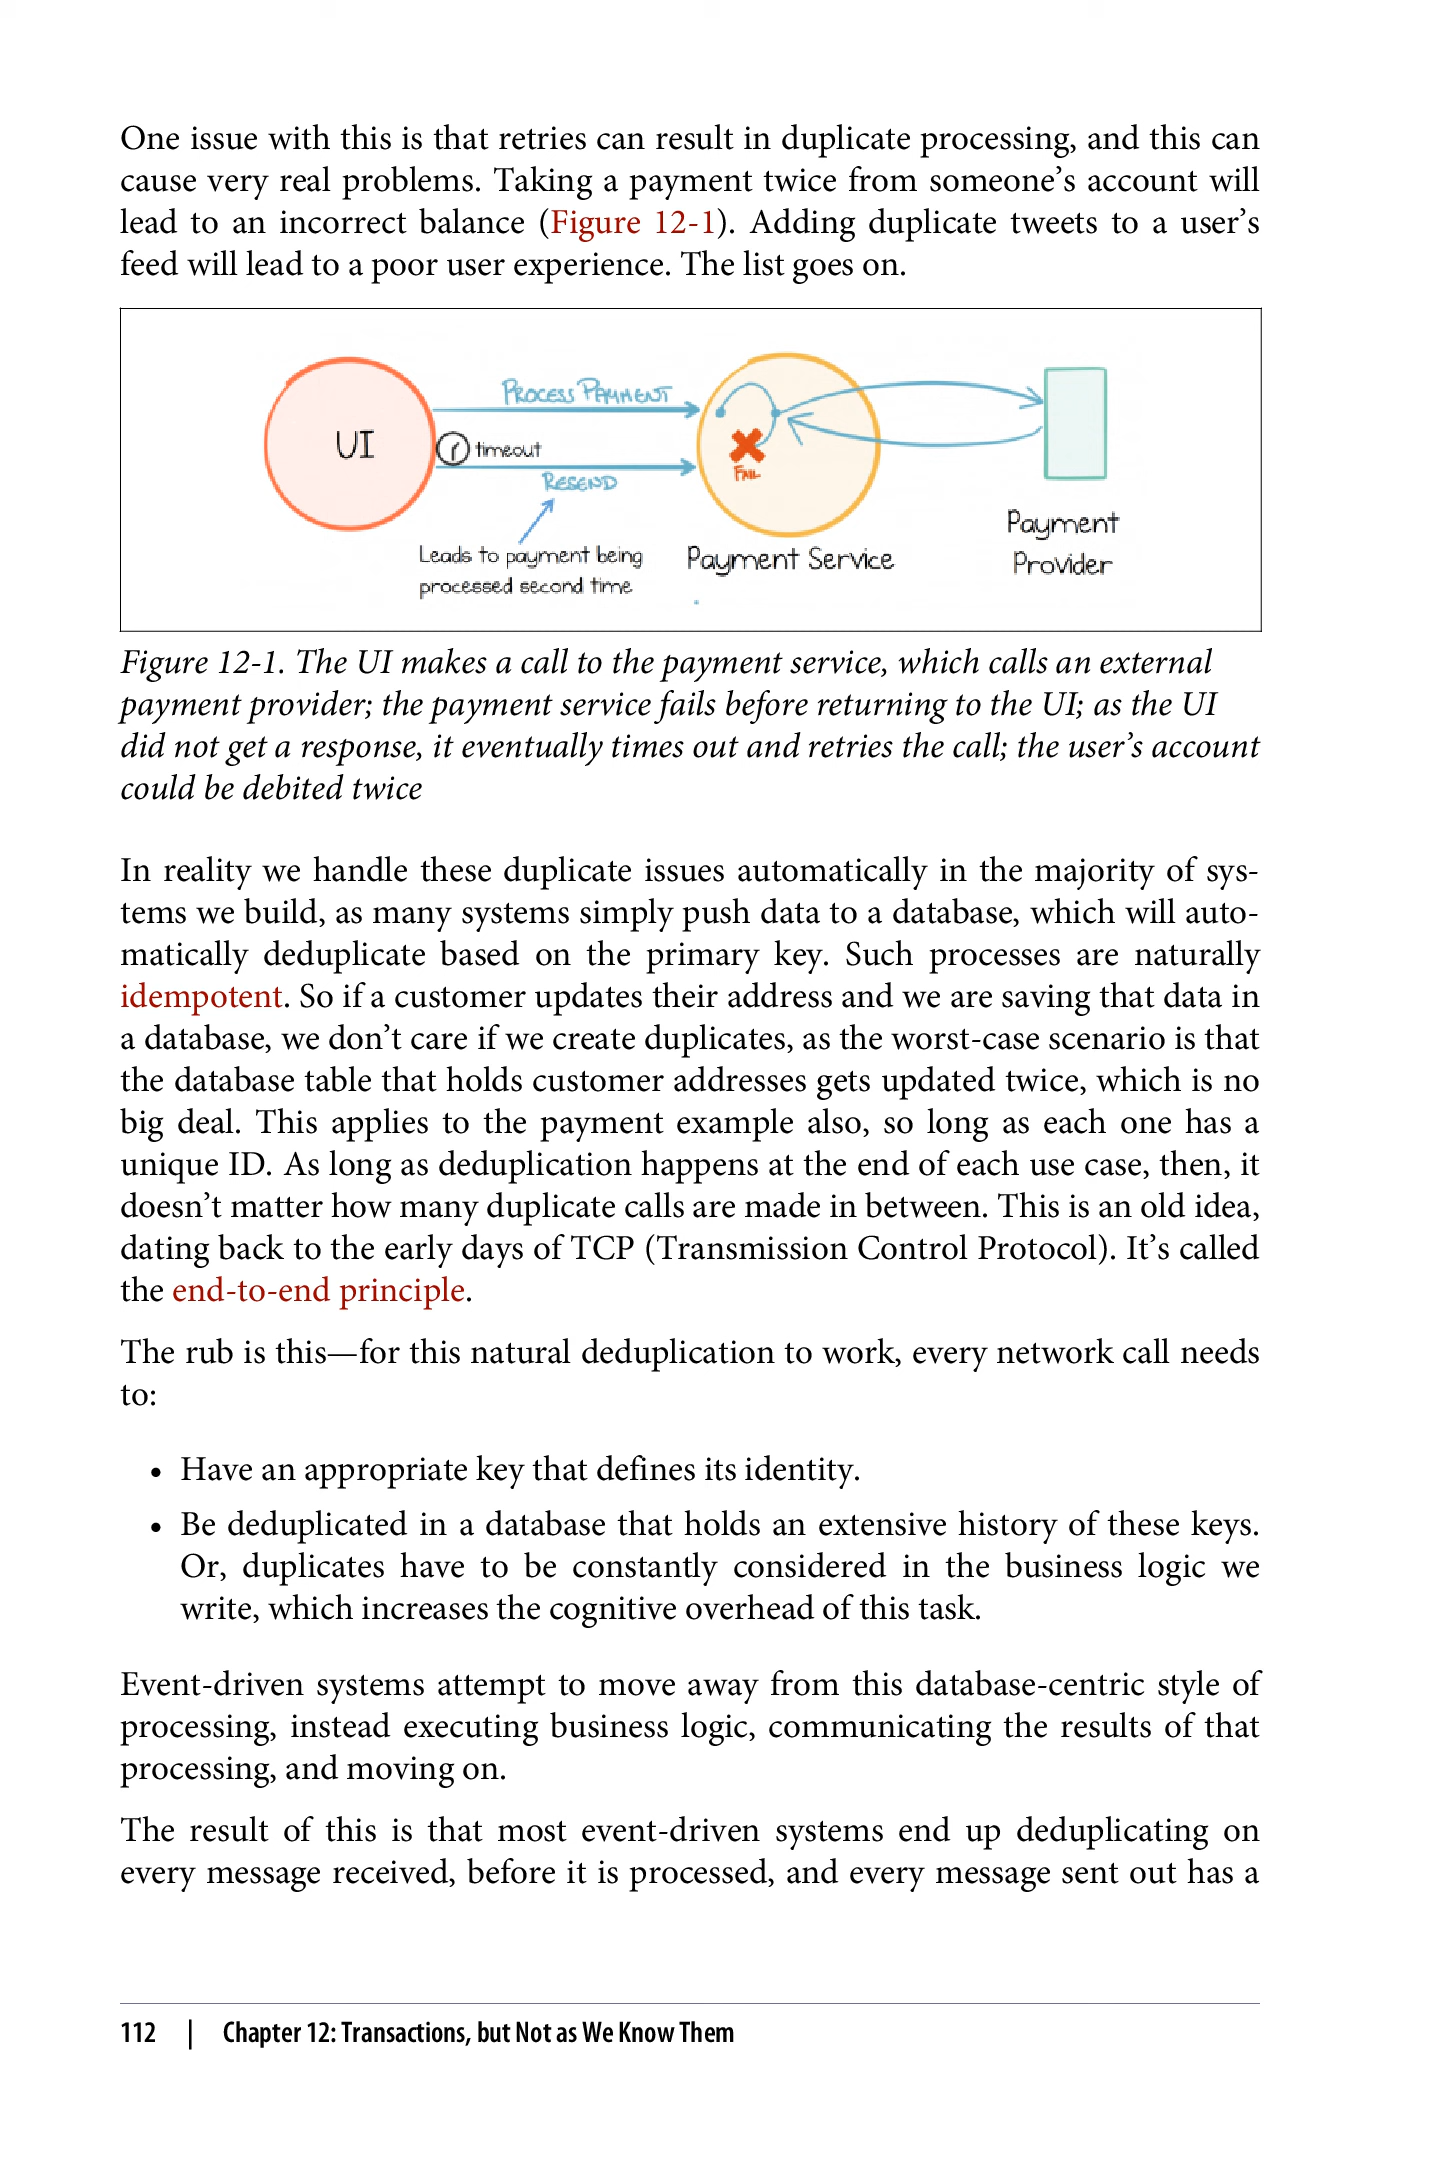 One issue with this is that retries can result in duplicate processing, and this can
cause very real problems. Taking a payment twice from someone’s account will
lead to an incorrect balance (Figure 12-1). Adding duplicate tweets to a user’s
feed will lead to a poor user experience. The list goes on.
PROCESS PAYMENT
UI
timeout
RESEND
FAIL
Leads to payment being
processed second time
Payment Service
Payment
Provider
Figure 12-1. The UI makes a call to the payment service, which calls an external
payment provider; the payment service fails before returning to the UI; as the UI
did not get a response, it eventually times out and retries the call; the user’s account
could be debited twice
In reality we handle these duplicate issues automatically in the majority of sys-
tems we build, as many systems simply push data to a database, which will auto-
matically deduplicate based on the primary key. Such processes are naturally
idempotent. So if a customer updates their address and we are saving that data in
a database, we don’t care if we create duplicates, as the worst-case scenario is that
the database table that holds customer addresses gets updated twice, which is no
big deal. This applies to the payment example also, so long as each one has a
unique ID. As long as deduplication happens at the end of each use case, then, it
doesn’t matter how many duplicate calls are made in between. This is an old idea,
dating back to the early days of TCP (Transmission Control Protocol). It’s called
the end-to-end principle.
The rub is this—for this natural deduplication to work, every network call needs
to:
• Have an appropriate key that defines its identity.
• Be deduplicated in a database that holds an extensive history of these keys.
Or, duplicates have to be constantly considered in the business logic we
write, which increases the cognitive overhead of this task.
Event-driven systems attempt to move away from this database-centric style of
processing, instead executing business logic, communicating the results of that
processing, and moving on.
The result of this is that most event-driven systems end up deduplicating on
every message received, before it is processed, and every message sent out has a
112 | Chapter 12: Transactions, but Not as We Know Them